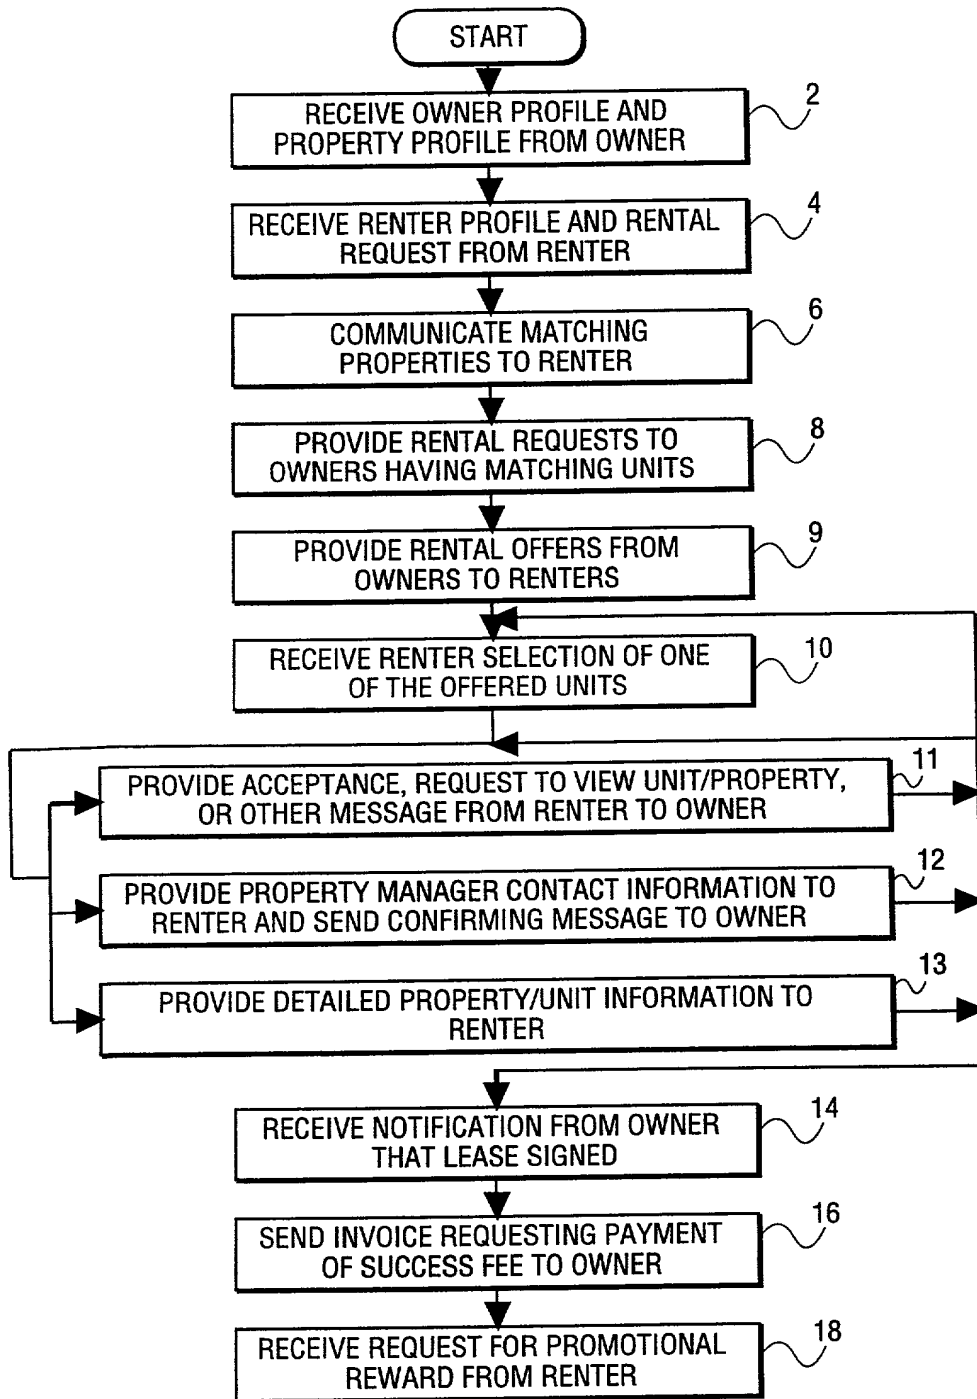 START
RECEIVE OWNER PROFILE AND
PROPERTY PROFILE FROM OWNER
2
RECEIVE RENTER PROFILE AND RENTAL
REQUEST FROM RENTER
4
COMMUNICATE MATCHING
PROPERTIES TO RENTER
6
PROVIDE RENTAL REQUESTS TO
OWNERS HAVING MATCHING UNITS
8
PROVIDE RENTAL OFFERS FROM
OWNERS TO RENTERS
9
RECEIVE RENTER SELECTION OF ONE
OF THE OFFERED UNITS
10
PROVIDE ACCEPTANCE, REQUEST TO VIEW UNIT/PROPERTY,
OR OTHER MESSAGE FROM RENTER TO OWNER
11
PROVIDE PROPERTY MANAGER CONTACT INFORMATION TO
RENTER AND SEND CONFIRMING MESSAGE TO OWNER
12
PROVIDE DETAILED PROPERTY/UNIT INFORMATION TO
RENTER
13
RECEIVE NOTIFICATION FROM OWNER
THAT LEASE SIGNED
14
SEND INVOICE REQUESTING PAYMENT
OF SUCCESS FEE TO OWNER
16
RECEIVE REQUEST FOR PROMOTIONAL
REWARD FROM RENTER
18